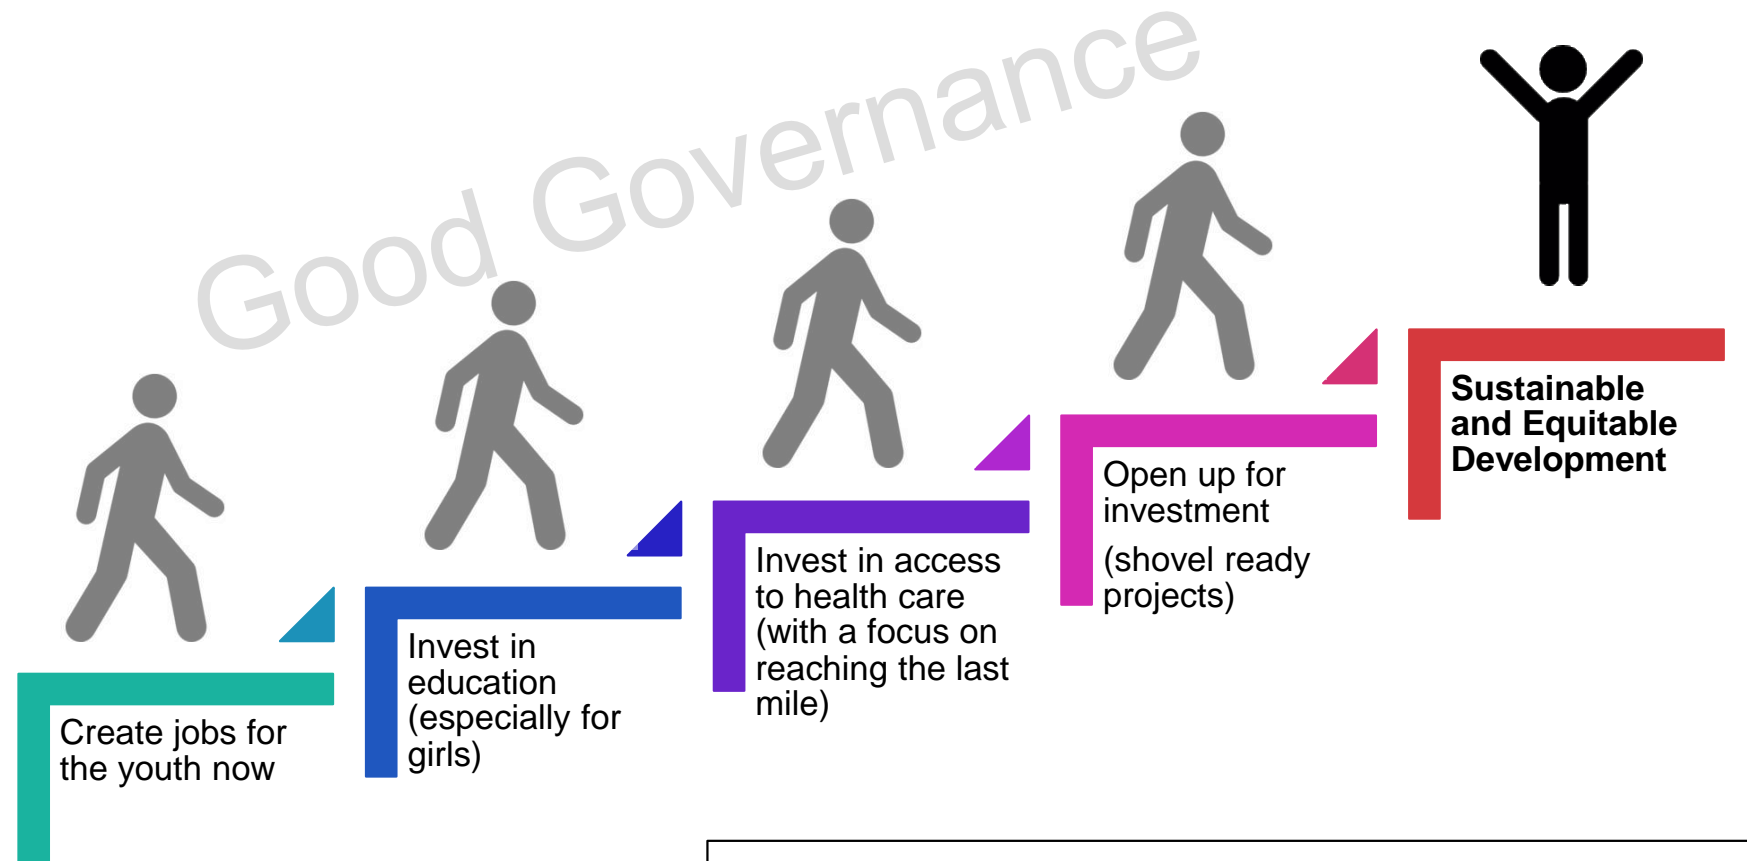 Good Governance
Create jobs for
the youth now
Invest in
education
(especially for
girls)
Invest in access
to health care
(with a focus on
reaching the last
mile)
Open up for
investment
(shovel ready
projects)
Sustainable
and Equitable
Development